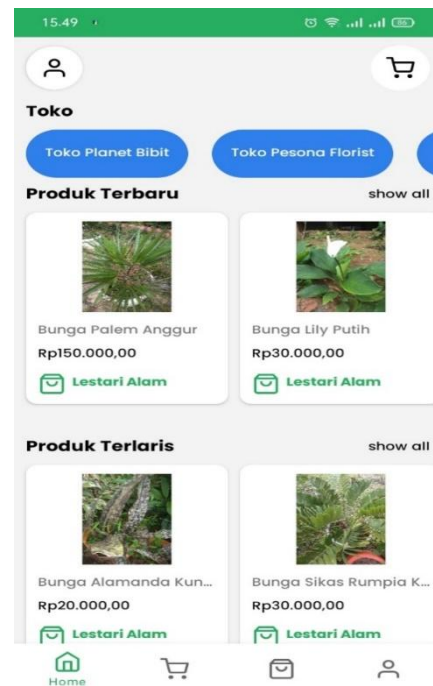 15.49
86
Toko
Toko Planet Bibit Toko Pesona Florist
Produk Terbaru show all
Bunga Palem Anggur Bunga Lily Putih
Rp150.000,00 Rp30.000,00
Lestari Alam Lestari Alam
Produk Terlaris show all
Bunga Alamanda Kun... Bunga Sikas Rumpia K...
Rp20.000,00 Rp30.000,00
Lestari Alam Lestari Alam
Home